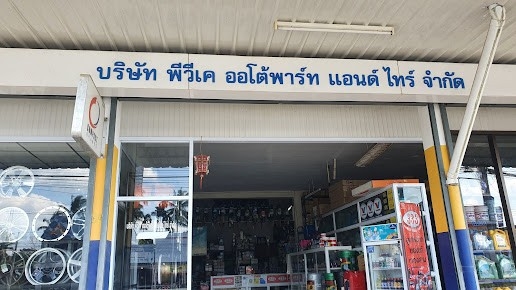 บริษัท พีวีเค ออโต้พาร์ท แอนด์ ไทร์ จำกัด